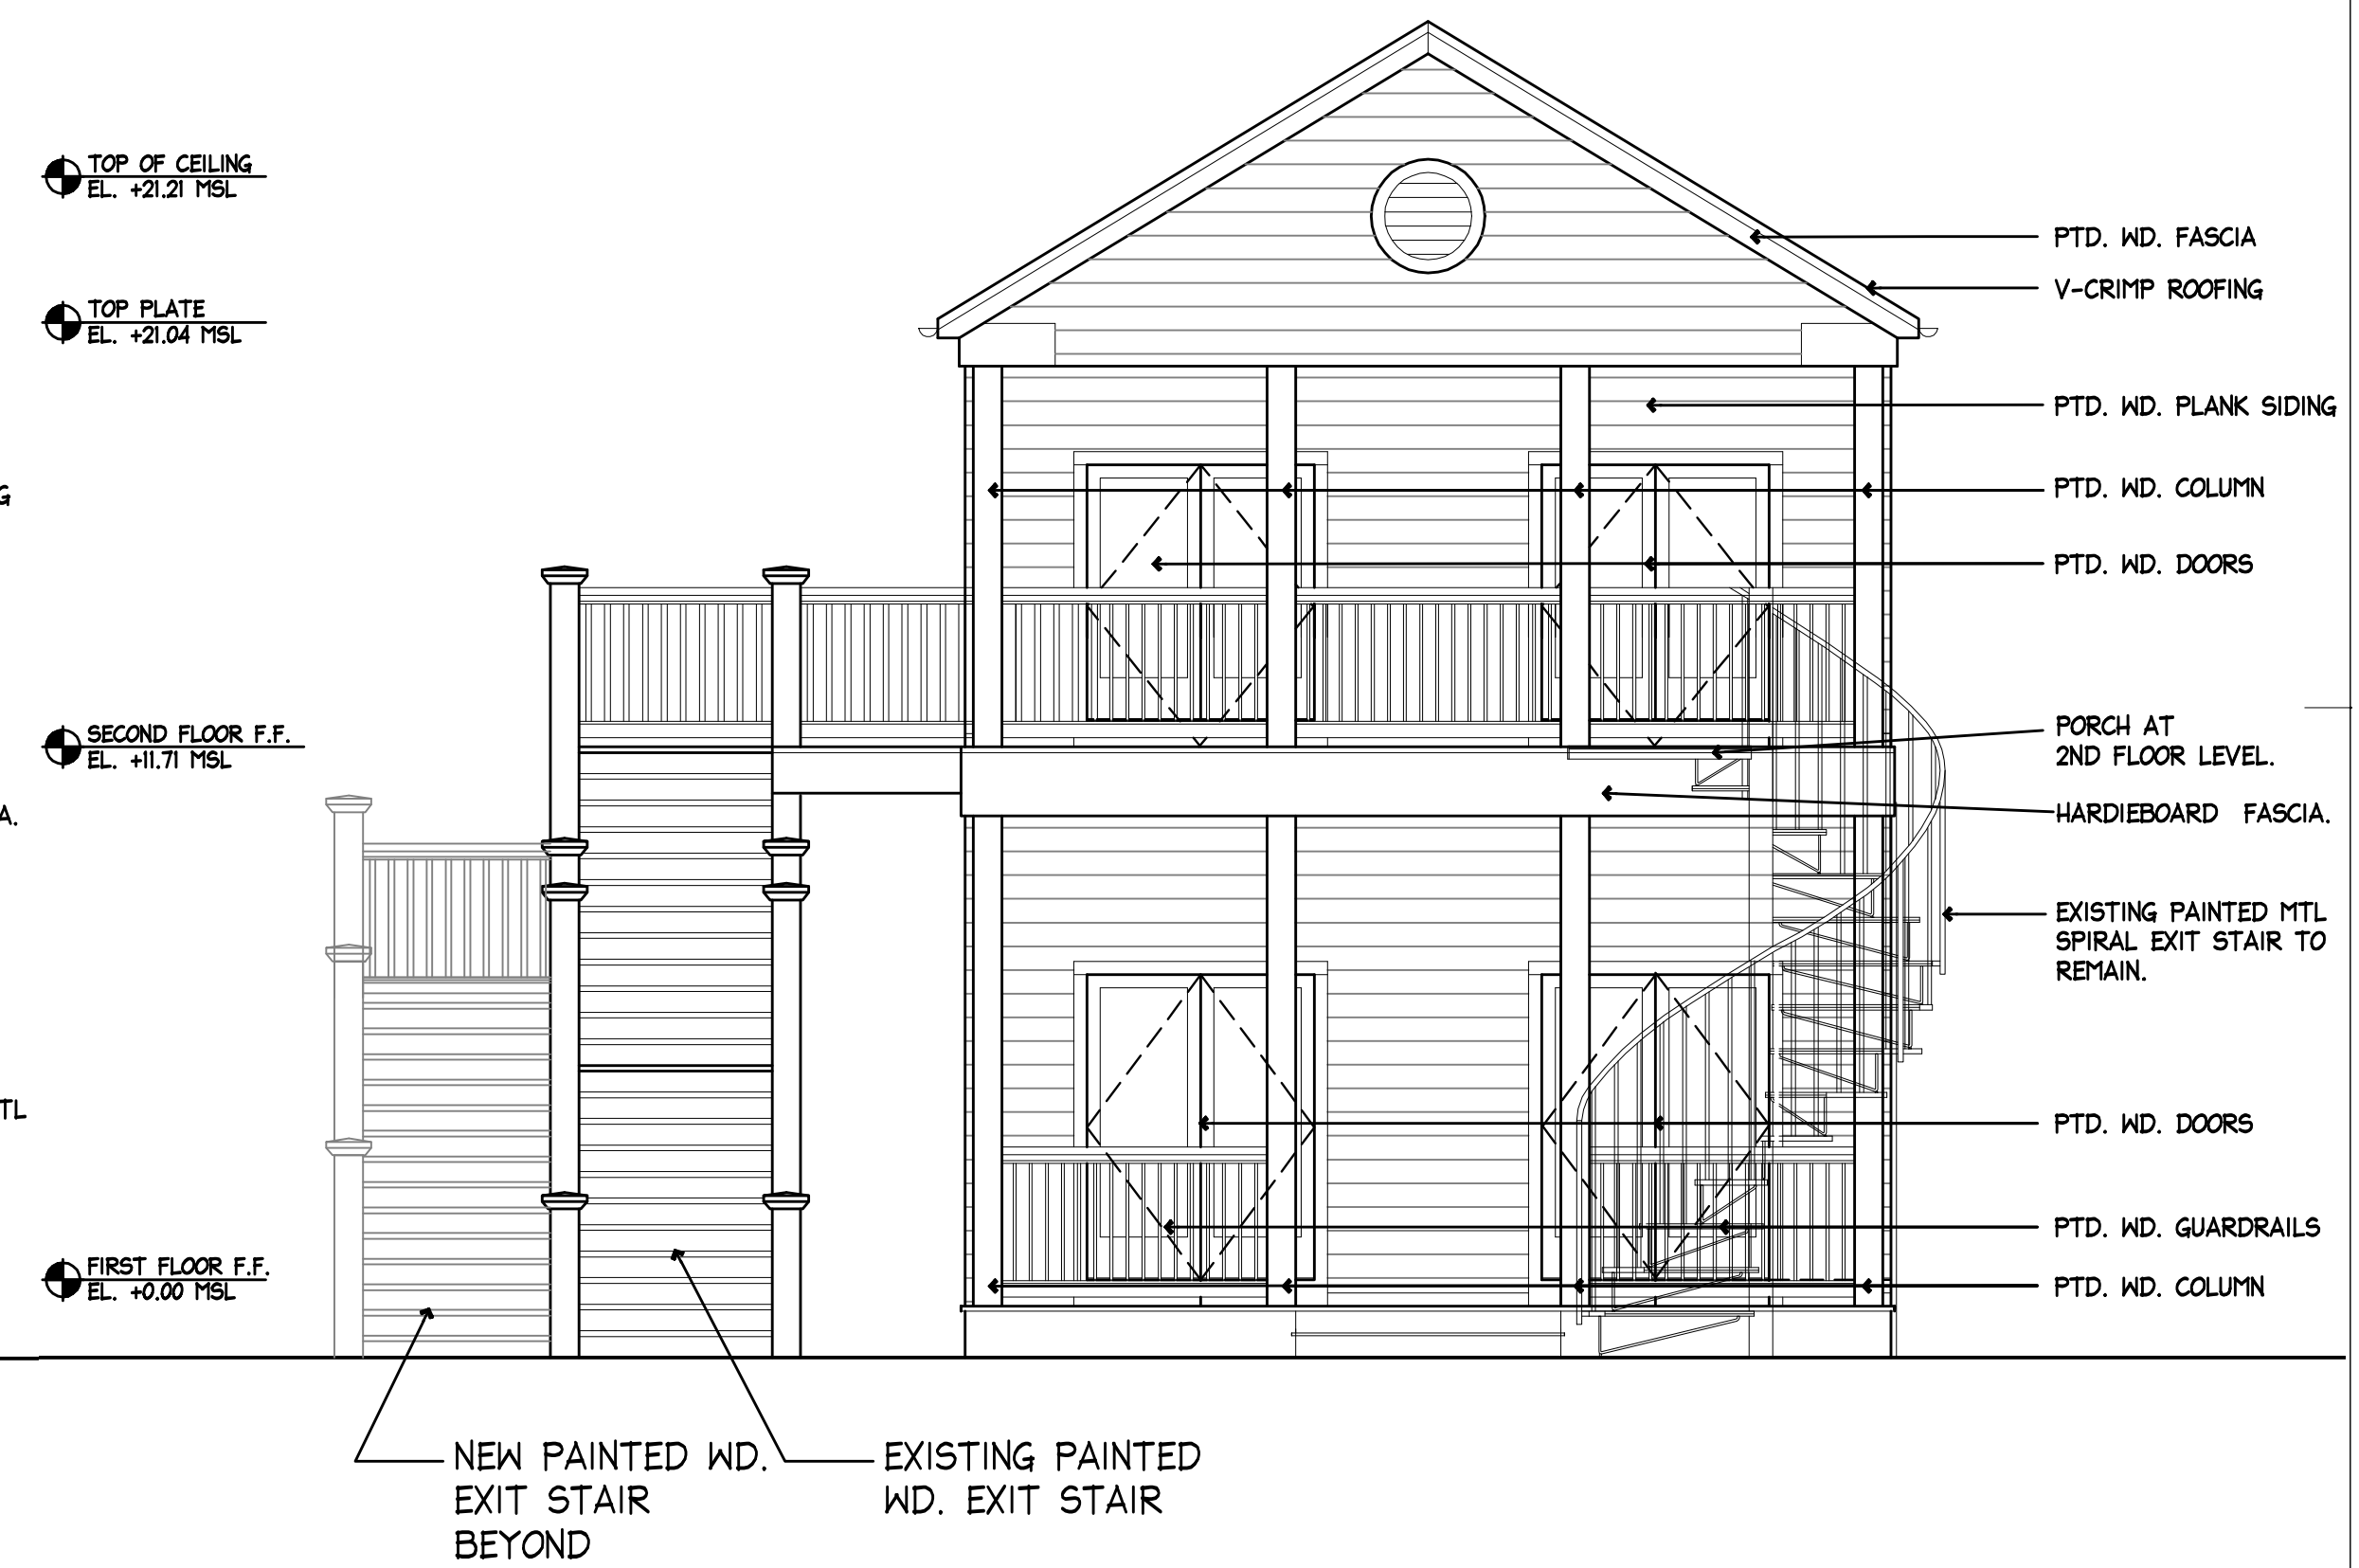 TOP OF CEILING
EL. +21.21 MSL
TOP PLATE
EL. +21.04 MSL
G
SECOND FLOOR F.F.
EL. +11.71 MSL
A.
TL
FIRST FLOOR F.F.
EL. +0.00 MSL
PTD. WD. FASCIA
V-CRIMP ROOFING
PTD. WD. PLANK SIDING
PTD. WD. COLUMN
PTD. WD. DOORS
PORCH AT
2ND FLOOR LEVEL.
HARDIEBOARD FASCIA.
EXISTING PAINTED MTL
SPIRAL EXIT STAIR TO
REMAIN.
PTD. WD. DOORS
PTD. WD. GUARDRAILS
PTD. WD. COLUMN
NEW PAINTED WD.
EXIT STAIR
BEYOND
EXISTING PAINTED
WD. EXIT STAIR